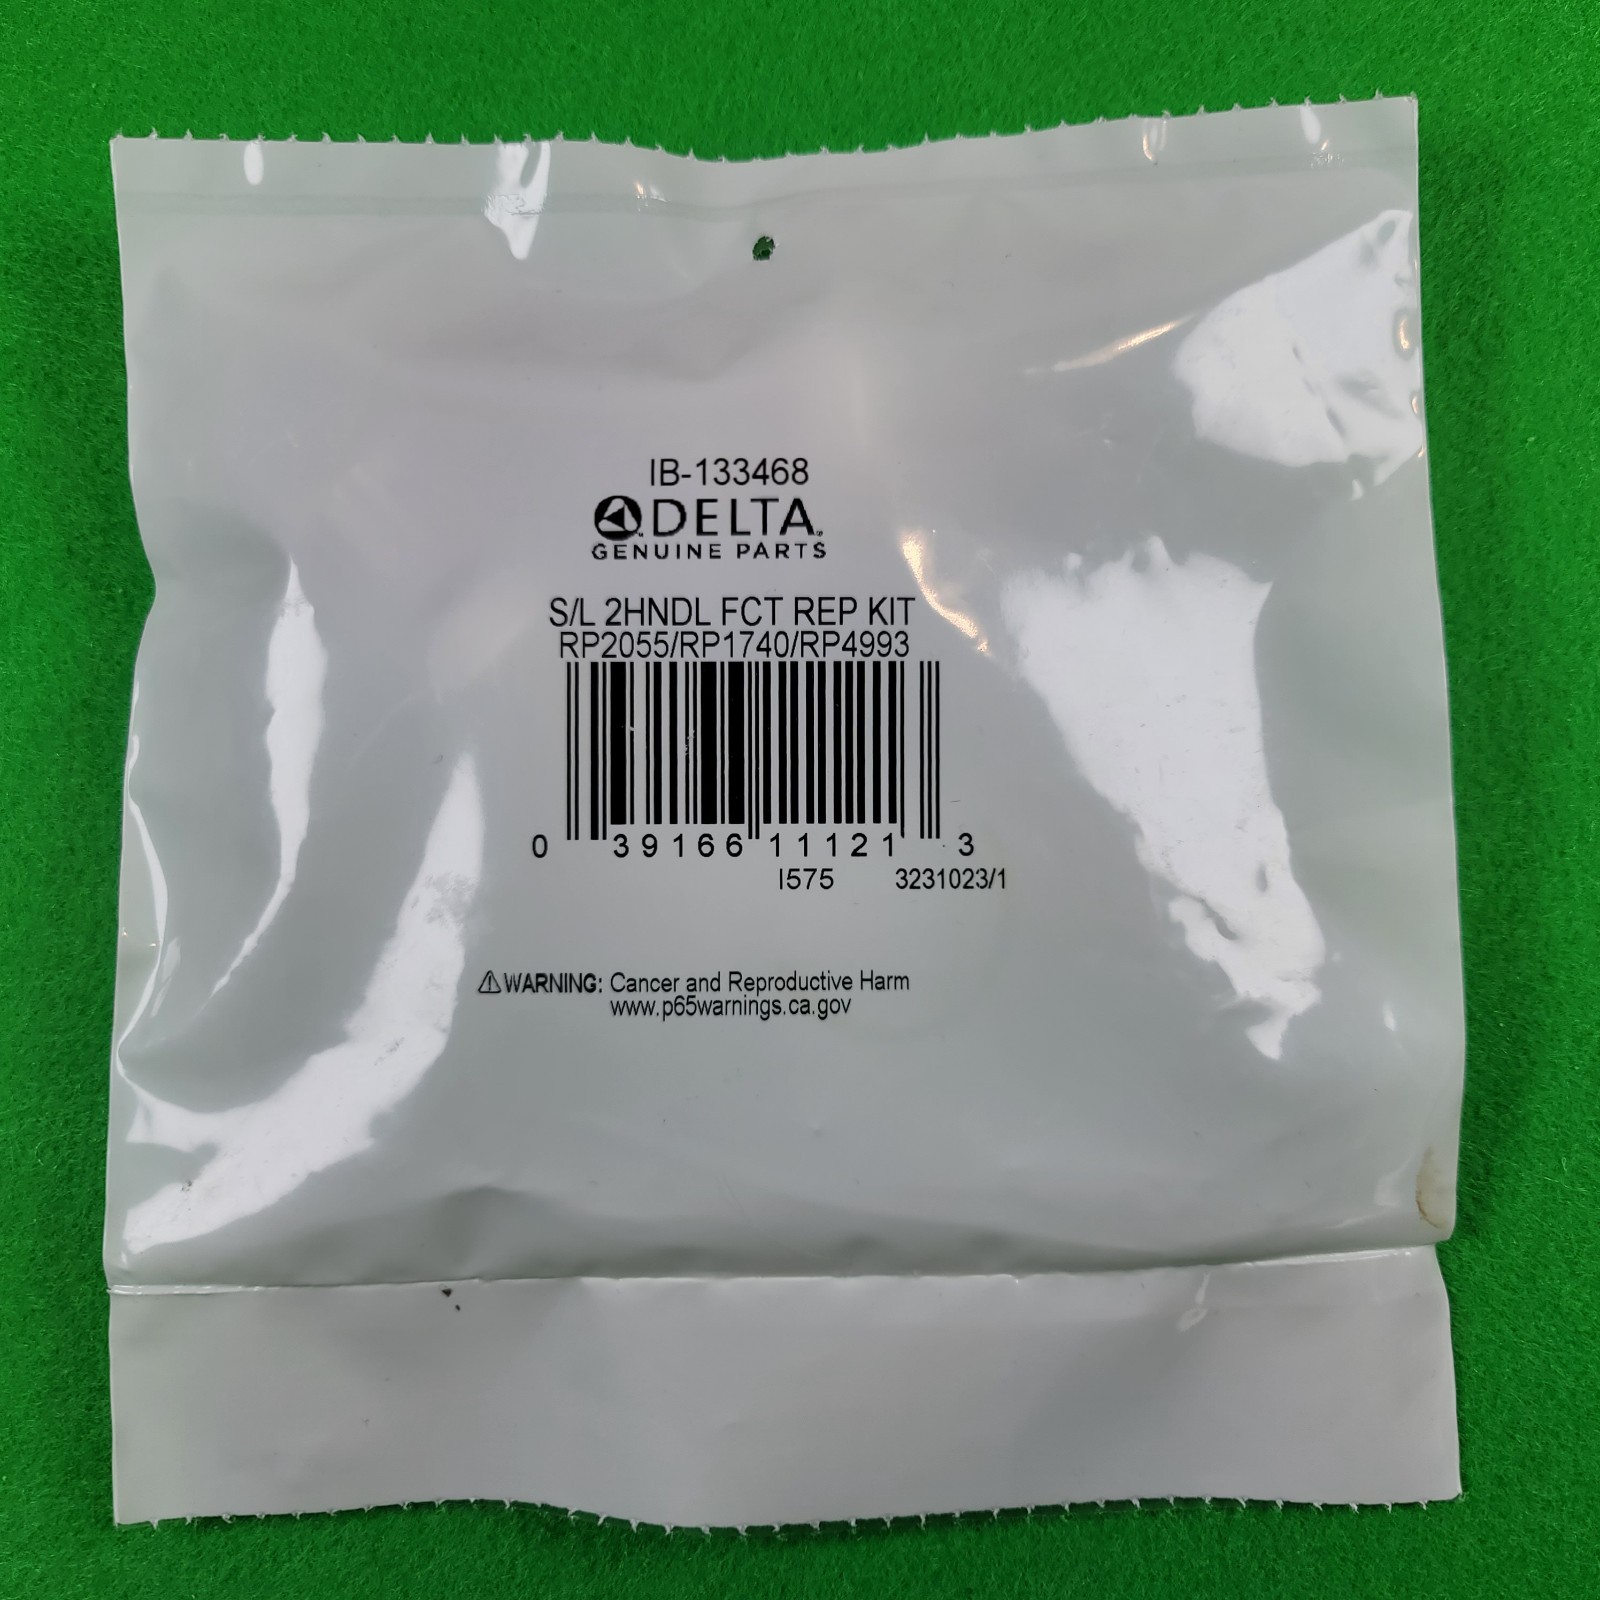 IB-133468
DELTA
GENUINE PARTS
S/L 2HNDL FCT REP KIT
RP2055/RP1740/RP4993
0 39166 11121 3
I575 3231023/1
WARNING: Cancer and Reproductive Harm
www.p65warnings.ca.gov